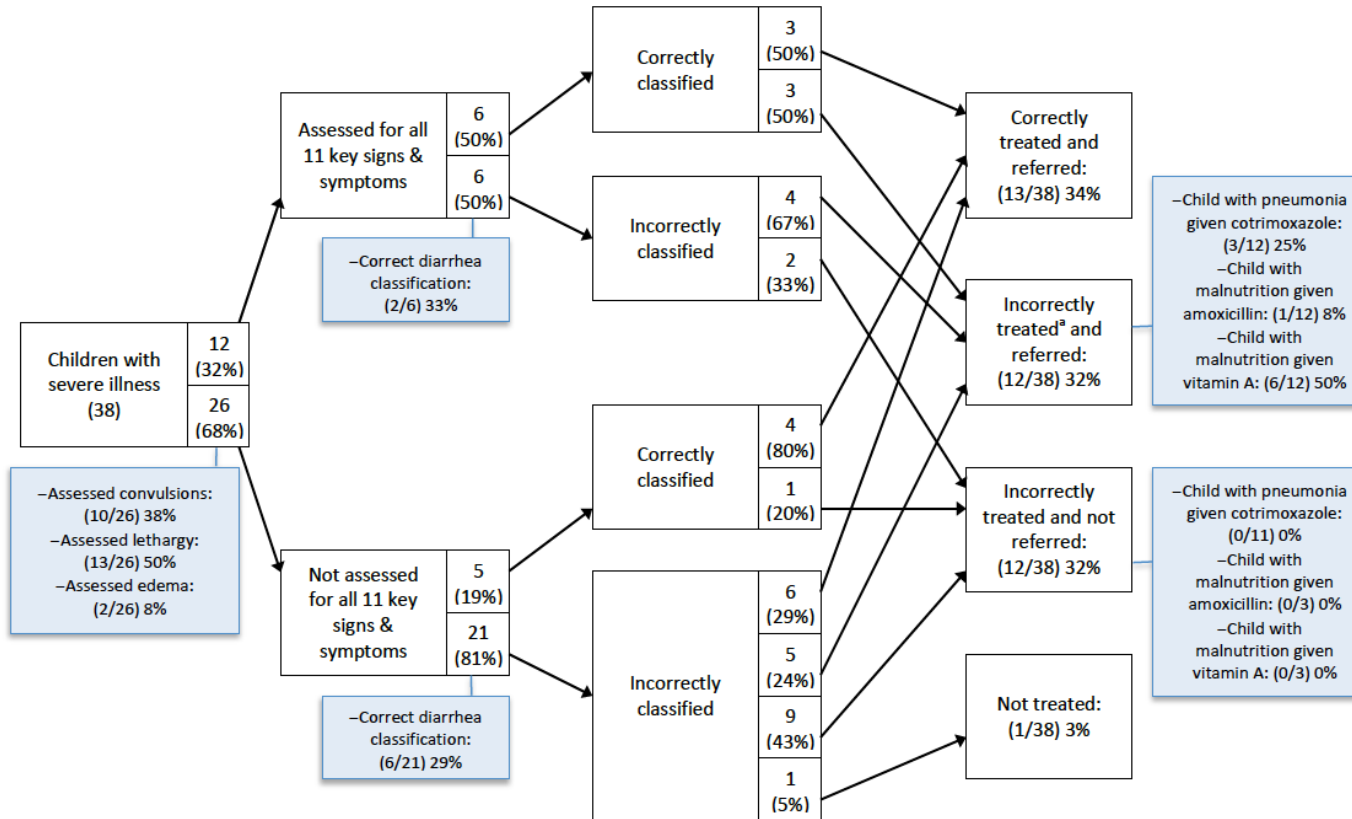 Children with
severe illness
(38)
12
(32%)
26
(68%)
–Assessed convulsions:
(10/26) 38%
–Assessed lethargy:
(13/26) 50%
–Assessed edema:
(2/26) 8%
Assessed for all
11 key signs &
symptoms
6
(50%)
6
(50%)
–Correct diarrhea
classification:
(2/6) 33%
Not assessed
for all 11 key
signs &
symptoms
5
(19%)
21
(81%)
–Correct diarrhea
classification:
(6/21) 29%
Correctly
classified
3
(50%)
3
(50%)
Incorrectly
classified
4
(67%)
2
(33%)
Correctly
classified
4
(80%)
1
(20%)
Incorrectly
classified
6
(29%)
5
(24%)
9
(43%)
1
(5%)
Correctly
treated and
referred:
(13/38) 34%
Incorrectly
treatedª and
referred:
(12/38) 32%
Incorrectly
treated and not
referred:
(12/38) 32%
Not treated:
(1/38) 3%
–Child with pneumonia
given cotrimoxazole:
(3/12) 25%
–Child with
malnutrition given
amoxicillin: (1/12) 8%
–Child with
malnutrition given
vitamin A: (6/12) 50%
–Child with pneumonia
given cotrimoxazole:
(0/11) 0%
–Child with
malnutrition given
amoxicillin: (0/3) 0%
–Child with
malnutrition given
vitamin A: (0/3) 0%